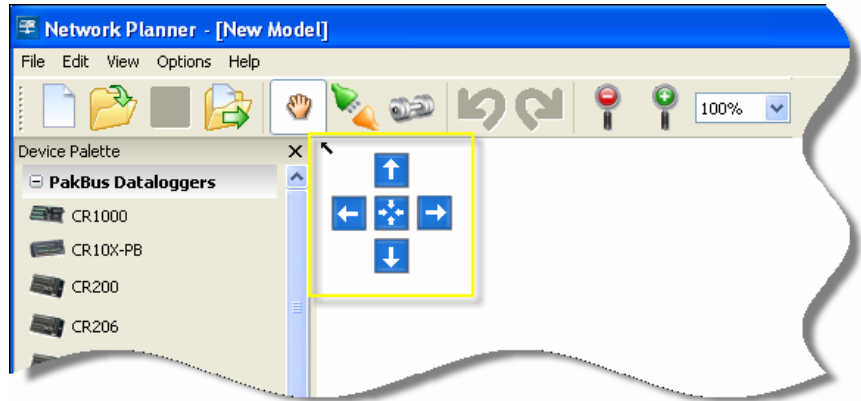 Network Planner - [New Model]
File Edit View Options Help
100%
Device Palette X
PakBus Dataloggers
CR1000
CR10X-PB
CR200
CR206